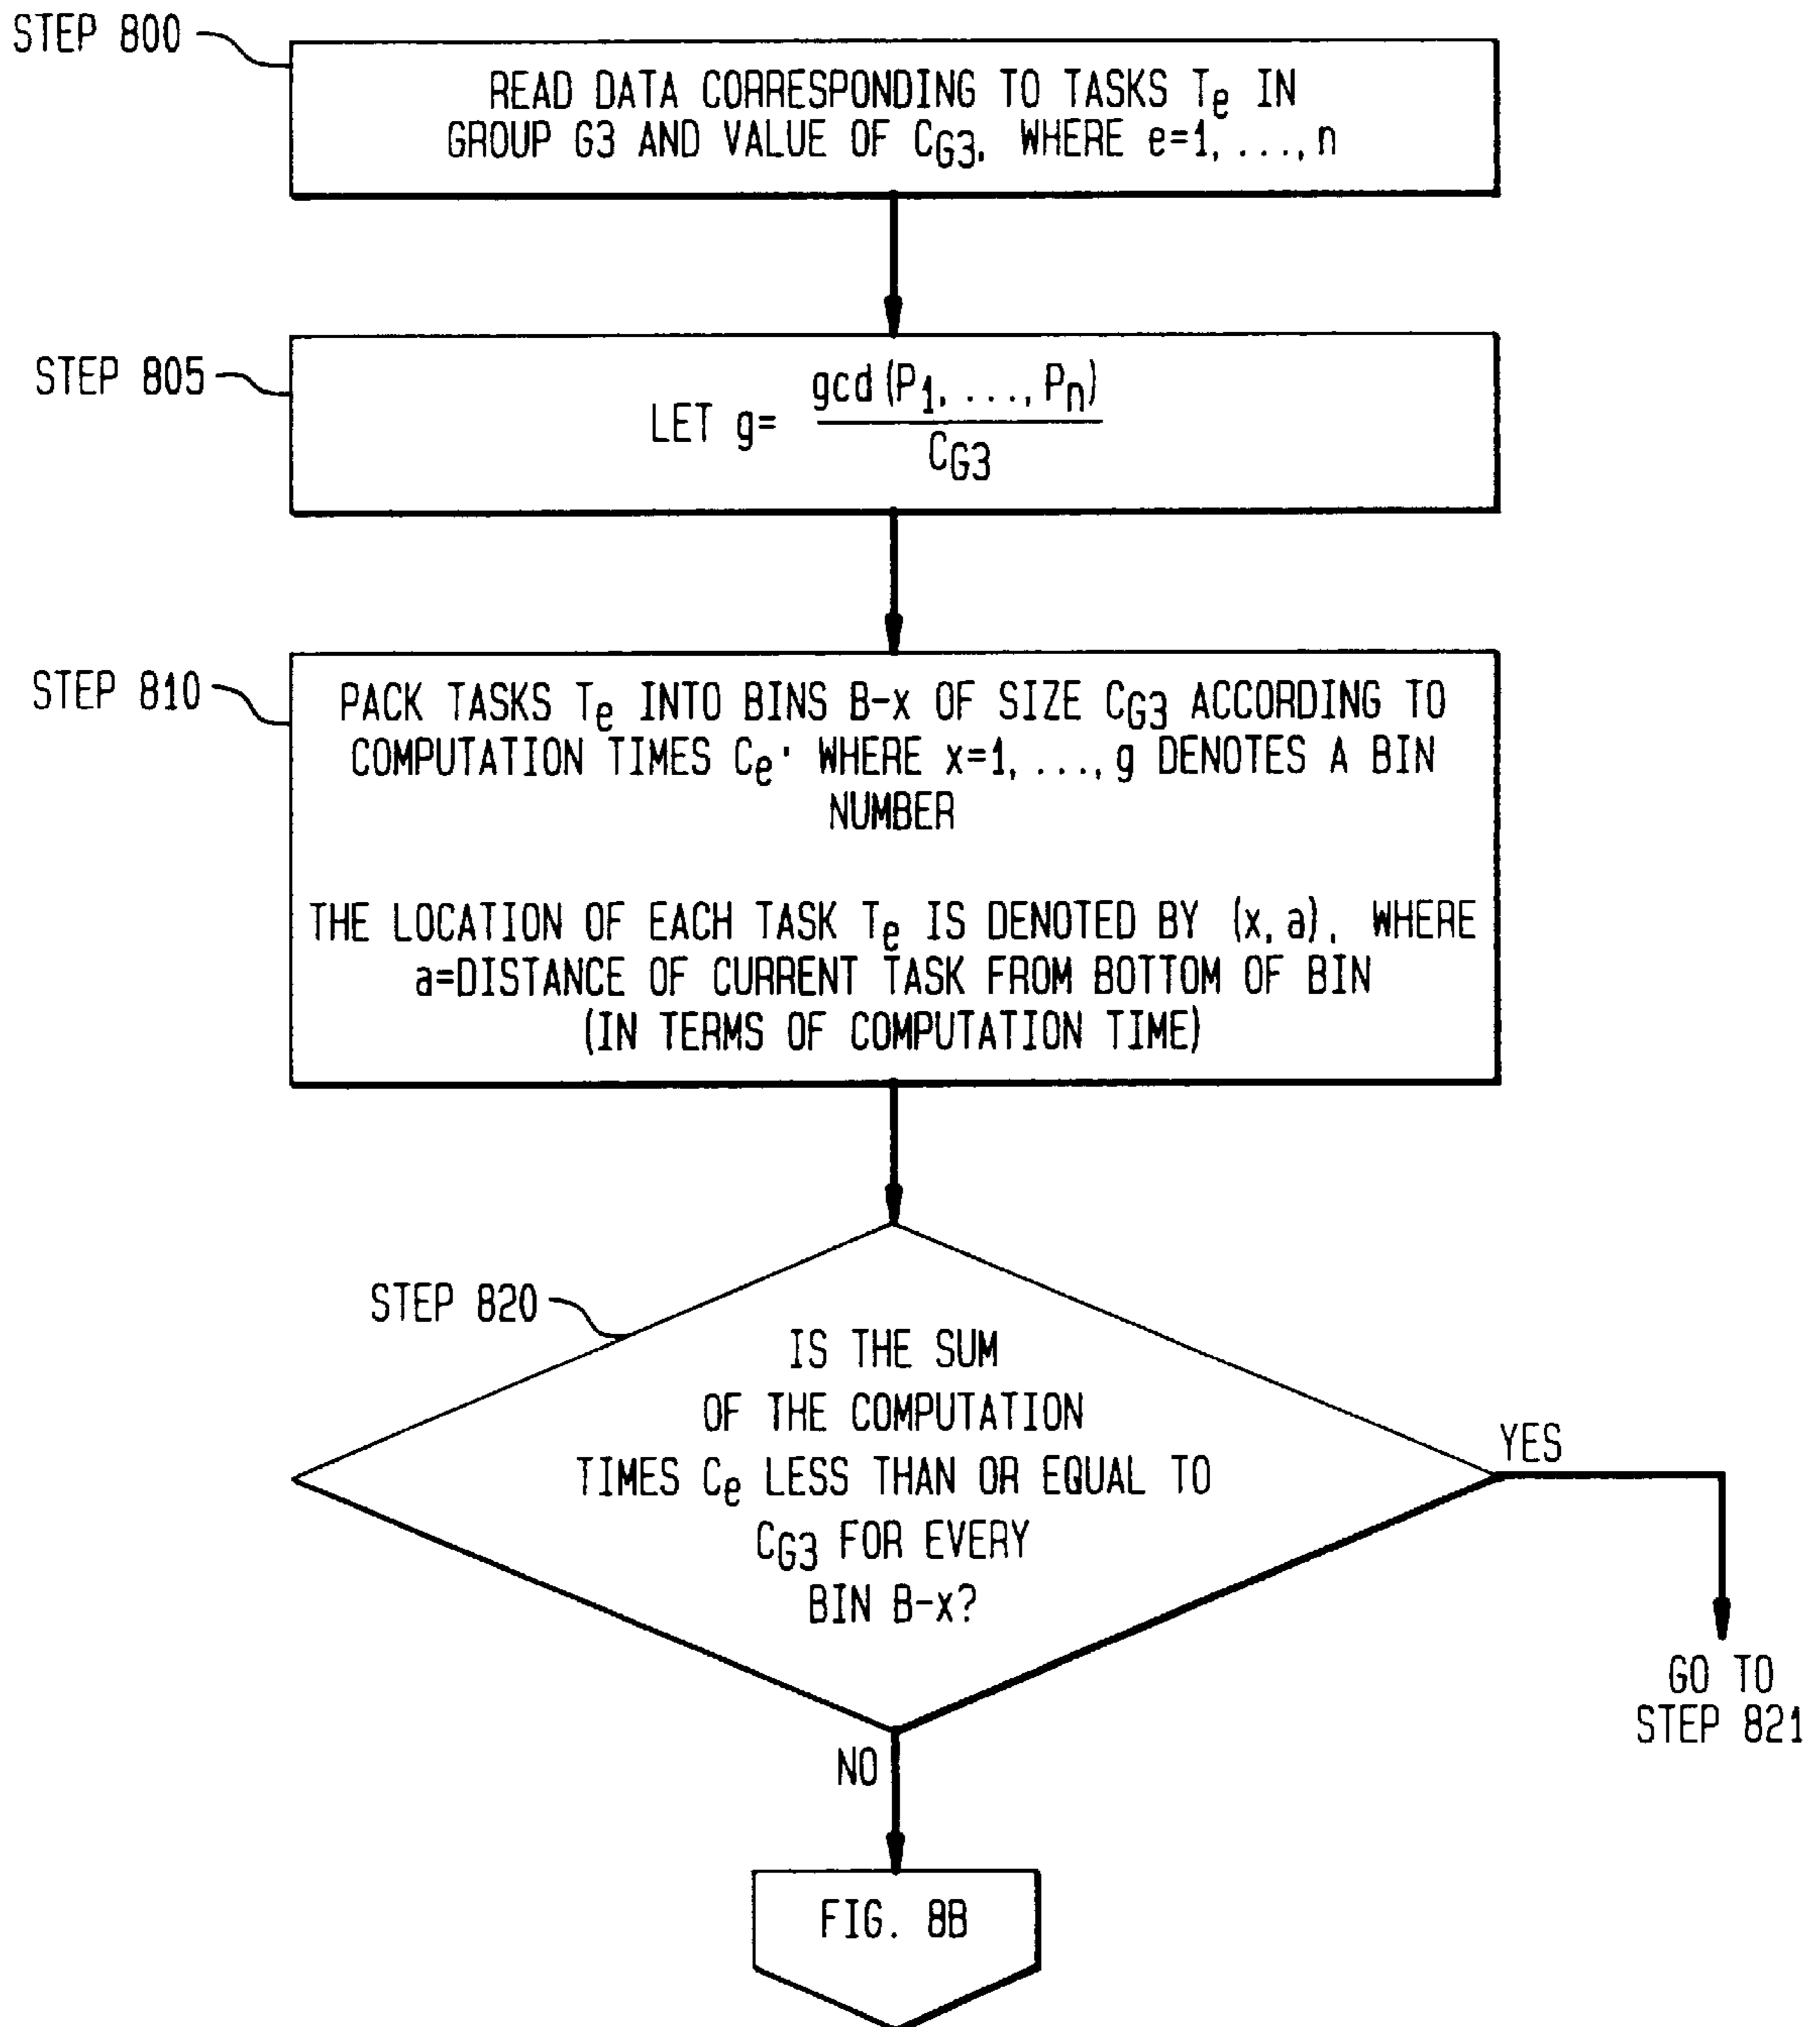 STEP 800
READ DATA CORRESPONDING TO TASKS Te IN
GROUP G3 AND VALUE OF CG3, WHERE e=1, ..., n
STEP 805
LET g= gcd (P1, ..., Pn)
CG3
STEP 810
PACK TASKS Te INTO BINS B-x OF SIZE CG3 ACCORDING TO
COMPUTATION TIMES Ce, WHERE x=1, ..., g DENOTES A BIN
NUMBER
THE LOCATION OF EACH TASK Te IS DENOTED BY (x, a), WHERE
a=DISTANCE OF CURRENT TASK FROM BOTTOM OF BIN
(IN TERMS OF COMPUTATION TIME)
STEP 820
IS THE SUM
OF THE COMPUTATION
TIMES Ce LESS THAN OR EQUAL TO
CG3 FOR EVERY
BIN B-x?
YES
GO TO
STEP 821
NO
FIG. 8B